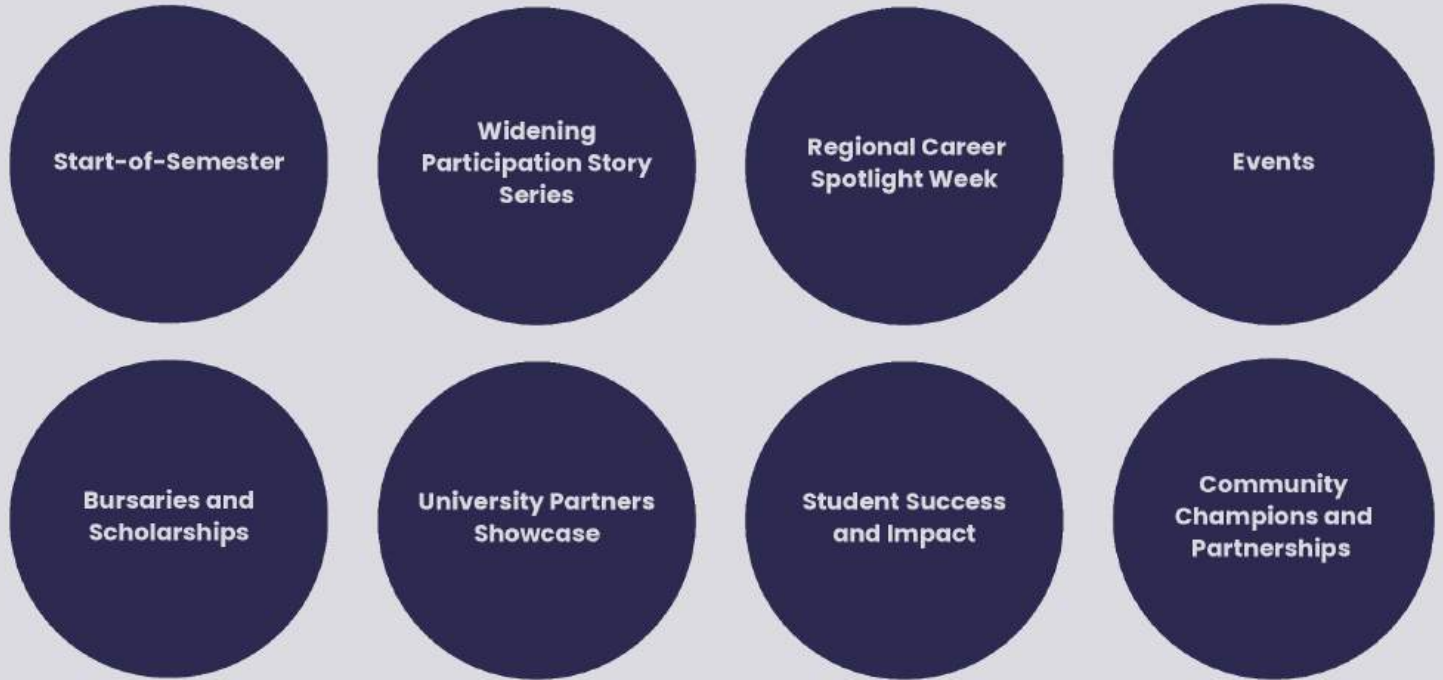 Start-of-Semester
Widening
Participation Story
Series
Regional Career
Spotlight Week
Events
Bursaries and
Scholarships
University Partners
Showcase
Student Success
and Impact
Community
Champions and
Partnerships